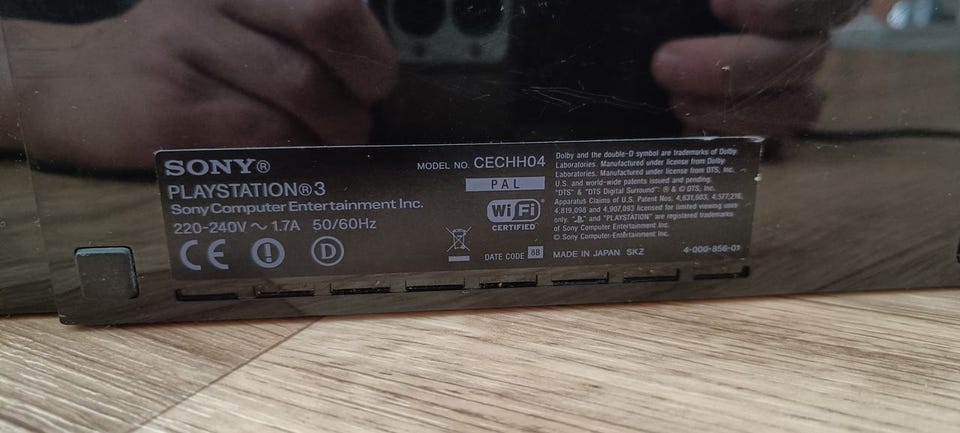 SONY®
PLAYSTATION®3
Sony Computer Entertainment Inc.
220-240V ~ 1.7A 50/60Hz
CE
D
MODEL NO. CECHH04
PAL
Wi Fi®
CERTIFIED
DATE CODE 8B
Dolby and the double-D symbol are trademarks of Dolby
Laboratories. Manufactured under license from Dolby
Laboratories. Manufactured under license from DTS, Inc.
U.S. and world-wide patents issued and pending.
"DTS" & "DTS Digital Surround": ® & © DTS, Inc.
Apparatus Claims of U.S. Patent Nos. 4,631,603, 4,577,216,
4,819,098 and 4,907,093 licensed for limited viewing uses
only. " " and "PLAYSTATION" are registered trademarks
of Sony Computer Entertainment Inc.
© Sony Computer Entertainment Inc.
MADE IN JAPAN SKZ 4-000-856-01